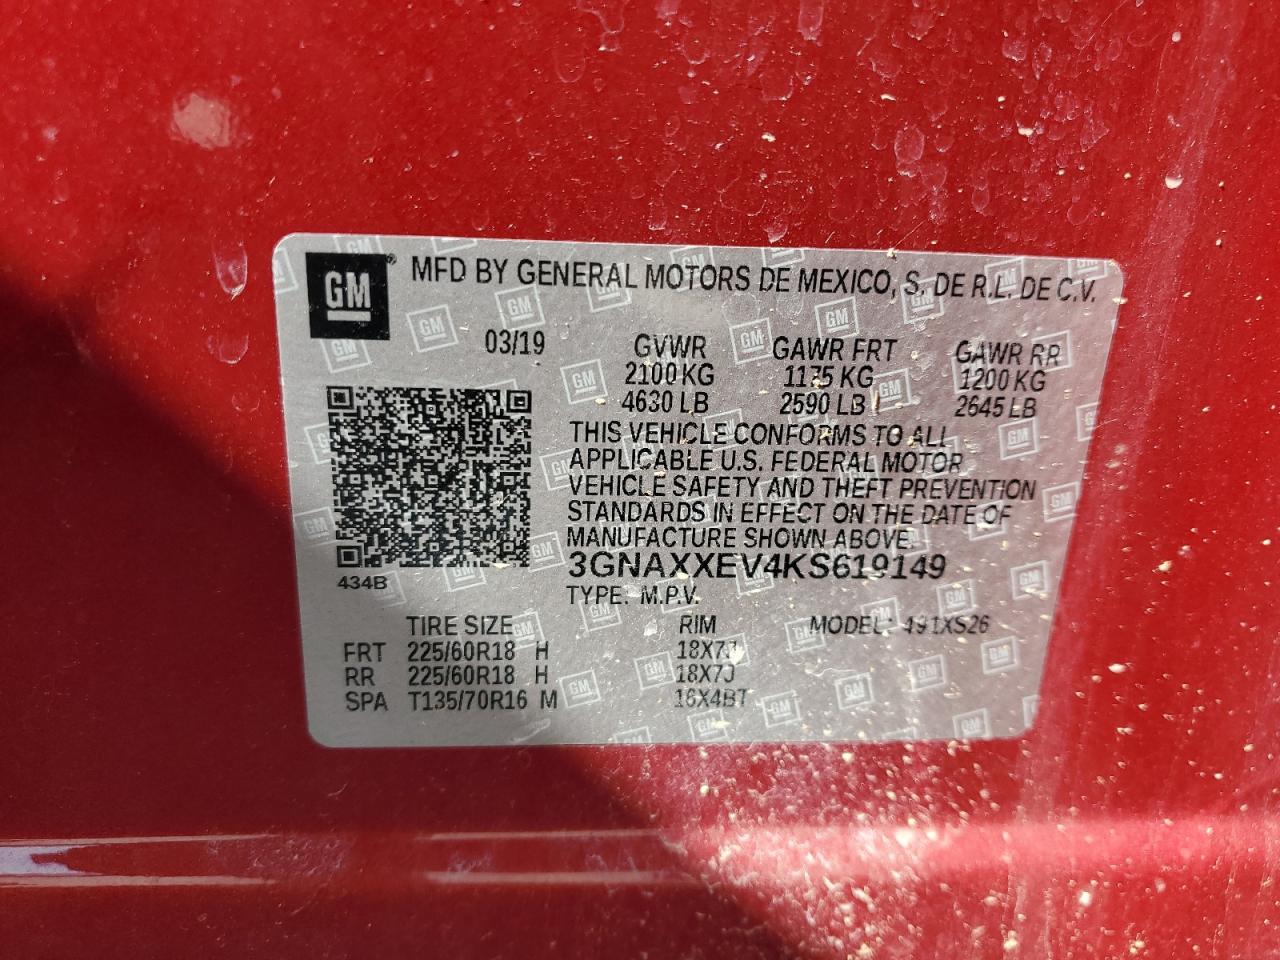 GM
MFD BY GENERAL MOTORS DE MEXICO, S. DE R.L. DE C.V.
03/19 GVWR GAWR FRT GAWR RR
2100 KG 1175 KG 1200 KG
4630 LB 2590 LB 2645 LB
THIS VEHICLE CONFORMS TO ALL
APPLICABLE U.S. FEDERAL MOTOR
VEHICLE SAFETY AND THEFT PREVENTION
STANDARDS IN EFFECT ON THE DATE OF
MANUFACTURE SHOWN ABOVE.
3GNAXXEV4KS619149
434B
TYPE: M.P.V.
TIRE SIZE RIM MODEL: 491XS26
FRT 225/60R18 H 18X7J
RR 225/60R18 H 18X7J
SPA T135/70R16 M 16X4BT